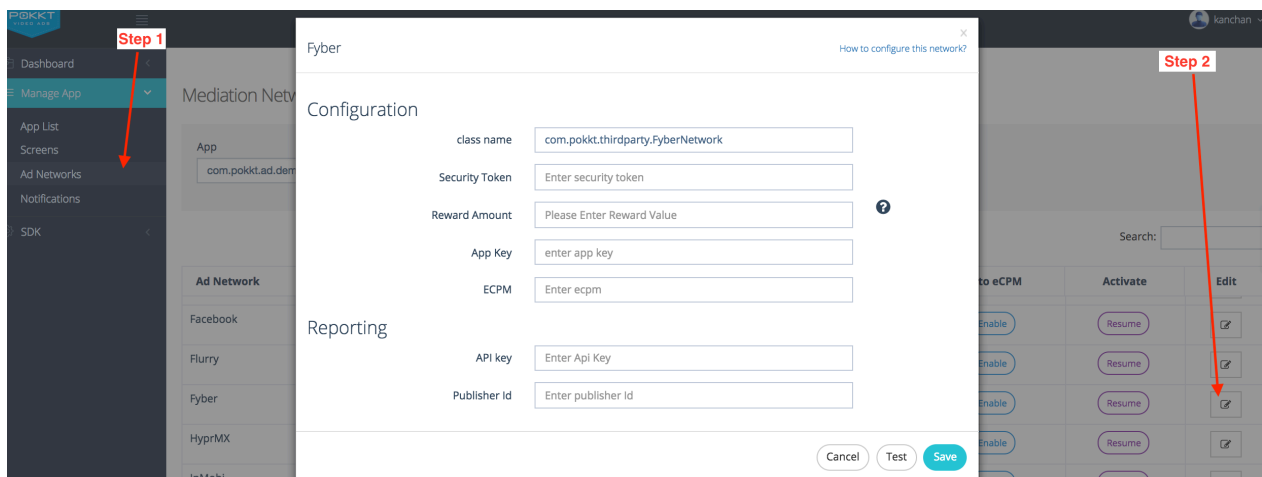 POKKT
VIDEO ADS
kanchan
Step 1
Step 2
Dashboard
Manage App
App List
Screens
Ad Networks
Notifications
SDK
Mediation Netw
App
com.pokkt.ad.dem
Search:
Ad Network
to eCPM
Activate
Edit
Facebook
Enable
Resume
Flurry
Enable
Resume
Fyber
Enable
Resume
HyprMX
Enable
Resume
InMobi
Fyber
x
How to configure this network?
Configuration
class name
com.pokkt.thirdparty.FyberNetwork
Security Token
Enter security token
Reward Amount
Please Enter Reward Value
?
App Key
enter app key
ECPM
Enter ecpm
Reporting
API key
Enter Api Key
Publisher Id
Enter publisher Id
Cancel
Test
Save